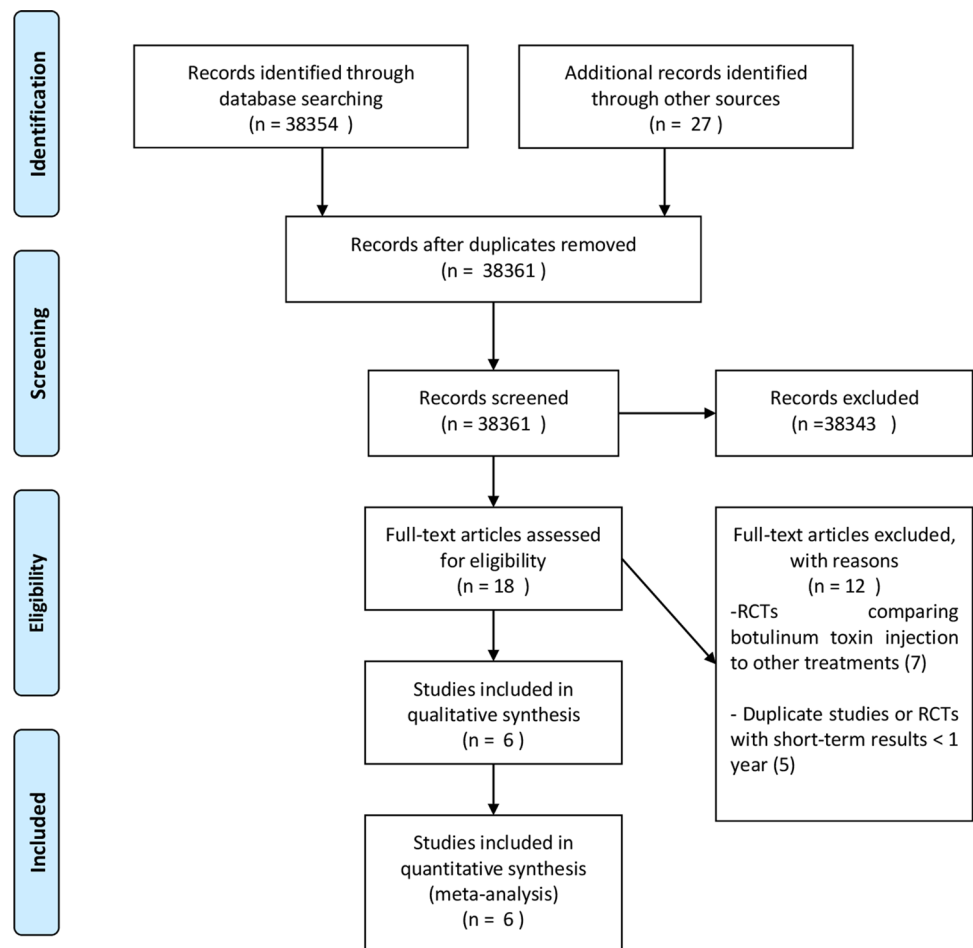 Identification
Records identified through
database searching
(n = 38354 )
Additional records identified
through other sources
(n = 27 )
Records after duplicates removed
(n = 38361 )
Screening
Records screened
(n = 38361 )
Records excluded
(n =38343 )
Eligibility
Full-text articles assessed
for eligibility
(n = 18 )
Full-text articles excluded,
with reasons
(n = 12 )
-RCTs comparing
botulinum toxin injection
to other treatments (7)
- Duplicate studies or RCTs
with short-term results < 1
year (5)
Studies included in
qualitative synthesis
(n = 6 )
Included
Studies included in
quantitative synthesis
(meta-analysis)
(n = 6 )